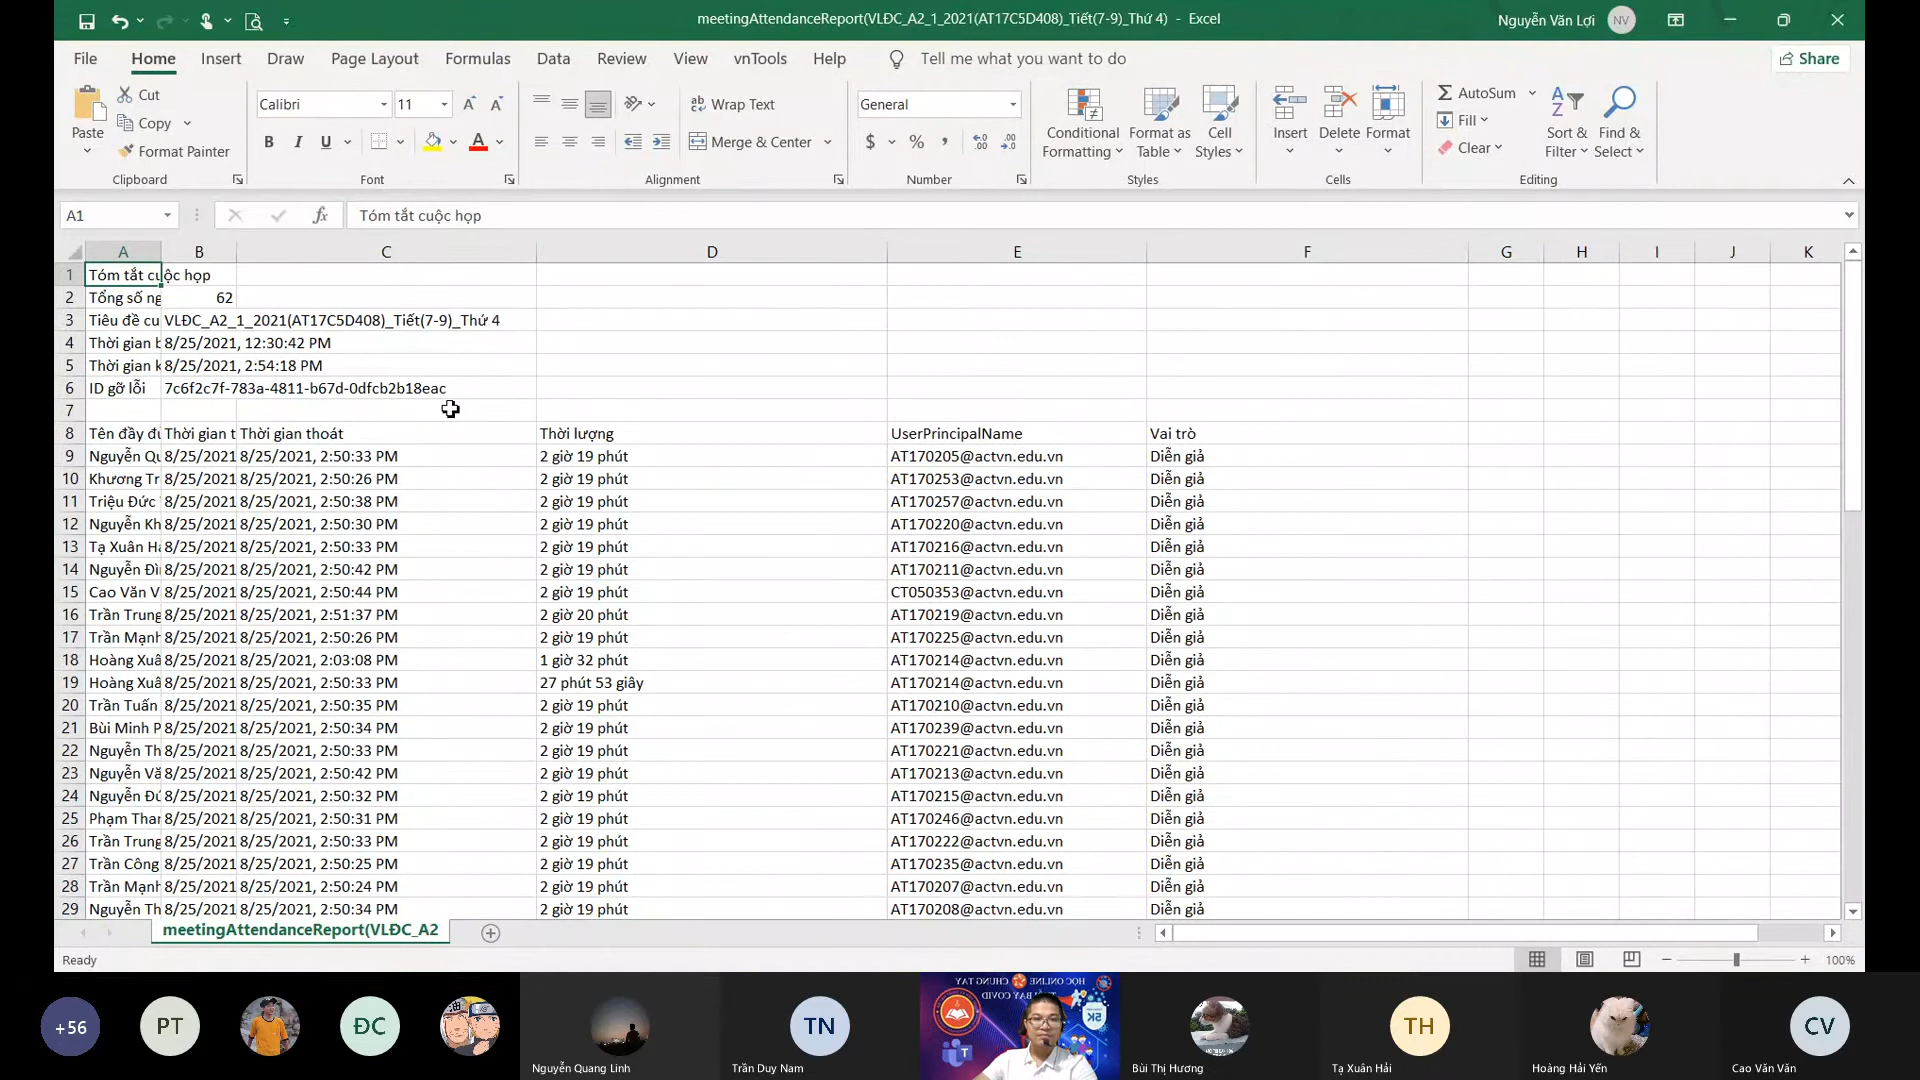 meetingAttendanceReport(VLĐC_A2_1_2021(AT17C5D408)_Tiết(7-9)_Thứ 4) - Excel
Nguyễn Văn Lợi NV
File Home Insert Draw Page Layout Formulas Data Review View vnTools Help Tell me what you want to do Share
Paste Cut Copy Format Painter Clipboard
Calibri 11 B I U A Font
Wrap Text Merge & Center Alignment
General $ % , Number
Conditional Formatting Format as Table Cell Styles Styles
Insert Delete Format Cells
AutoSum Fill Clear Sort & Filter Find & Select Editing
A1 fx Tóm tắt cuộc họp
A B C D E F G H I J K
1 Tóm tắt cuộc họp
2 Tổng số ng 62
3 Tiêu đề cu VLĐC_A2_1_2021(AT17C5D408)_Tiết(7-9)_Thứ 4
4 Thời gian b 8/25/2021, 12:30:42 PM
5 Thời gian k 8/25/2021, 2:54:18 PM
6 ID gỡ lỗi 7c6f2c7f-783a-4811-b67d-0dfcb2b18eac
7
8 Tên đầy đủ Thời gian t Thời gian thoát Thời lượng UserPrincipalName Vai trò
9 Nguyễn Qu 8/25/2021 8/25/2021, 2:50:33 PM 2 giờ 19 phút AT170205@actvn.edu.vn Diễn giả
10 Khương Tr 8/25/2021 8/25/2021, 2:50:26 PM 2 giờ 19 phút AT170253@actvn.edu.vn Diễn giả
11 Triệu Đức 8/25/2021 8/25/2021, 2:50:38 PM 2 giờ 19 phút AT170257@actvn.edu.vn Diễn giả
12 Nguyễn Kh 8/25/2021 8/25/2021, 2:50:30 PM 2 giờ 19 phút AT170220@actvn.edu.vn Diễn giả
13 Tạ Xuân Hả 8/25/2021 8/25/2021, 2:50:33 PM 2 giờ 19 phút AT170216@actvn.edu.vn Diễn giả
14 Nguyễn Đì 8/25/2021 8/25/2021, 2:50:42 PM 2 giờ 19 phút AT170211@actvn.edu.vn Diễn giả
15 Cao Văn V 8/25/2021 8/25/2021, 2:50:44 PM 2 giờ 19 phút CT050353@actvn.edu.vn Diễn giả
16 Trần Trung 8/25/2021 8/25/2021, 2:51:37 PM 2 giờ 20 phút AT170219@actvn.edu.vn Diễn giả
17 Trần Mạnh 8/25/2021 8/25/2021, 2:50:26 PM 2 giờ 19 phút AT170225@actvn.edu.vn Diễn giả
18 Hoàng Xuâ 8/25/2021 8/25/2021, 2:03:08 PM 1 giờ 32 phút AT170214@actvn.edu.vn Diễn giả
19 Hoàng Xuâ 8/25/2021 8/25/2021, 2:50:33 PM 27 phút 53 giây AT170214@actvn.edu.vn Diễn giả
20 Trần Tuấn 8/25/2021 8/25/2021, 2:50:35 PM 2 giờ 19 phút AT170210@actvn.edu.vn Diễn giả
21 Bùi Minh P 8/25/2021 8/25/2021, 2:50:34 PM 2 giờ 19 phút AT170239@actvn.edu.vn Diễn giả
22 Nguyễn Th 8/25/2021 8/25/2021, 2:50:33 PM 2 giờ 19 phút AT170221@actvn.edu.vn Diễn giả
23 Nguyễn Vă 8/25/2021 8/25/2021, 2:50:42 PM 2 giờ 19 phút AT170213@actvn.edu.vn Diễn giả
24 Nguyễn Đứ 8/25/2021 8/25/2021, 2:50:32 PM 2 giờ 19 phút AT170215@actvn.edu.vn Diễn giả
25 Phạm Than 8/25/2021 8/25/2021, 2:50:31 PM 2 giờ 19 phút AT170246@actvn.edu.vn Diễn giả
26 Trần Trung 8/25/2021 8/25/2021, 2:50:33 PM 2 giờ 19 phút AT170222@actvn.edu.vn Diễn giả
27 Trần Công 8/25/2021 8/25/2021, 2:50:25 PM 2 giờ 19 phút AT170235@actvn.edu.vn Diễn giả
28 Trần Mạnh 8/25/2021 8/25/2021, 2:50:24 PM 2 giờ 19 phút AT170207@actvn.edu.vn Diễn giả
29 Nguyễn Th 8/25/2021 8/25/2021, 2:50:34 PM 2 giờ 19 phút AT170208@actvn.edu.vn Diễn giả
meetingAttendanceReport(VLĐC_A2
Ready 100%
+56 PT ĐC TN TH CV
HỌC ONLINE CHUNG TAY
BAY COVID
5K
Nguyễn Quang Linh Trần Duy Nam Bùi Thị Hương Tạ Xuân Hải Hoàng Hải Yến Cao Văn Văn